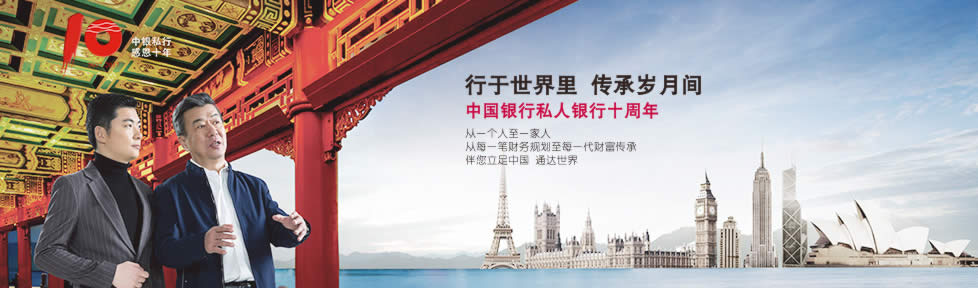 10
中银私行
感恩十年
行于世界里 传承岁月间
中国银行私人银行十周年
从一个人至一家人
从每一笔财务规划至每一代财富传承
伴您立足中国 通达世界